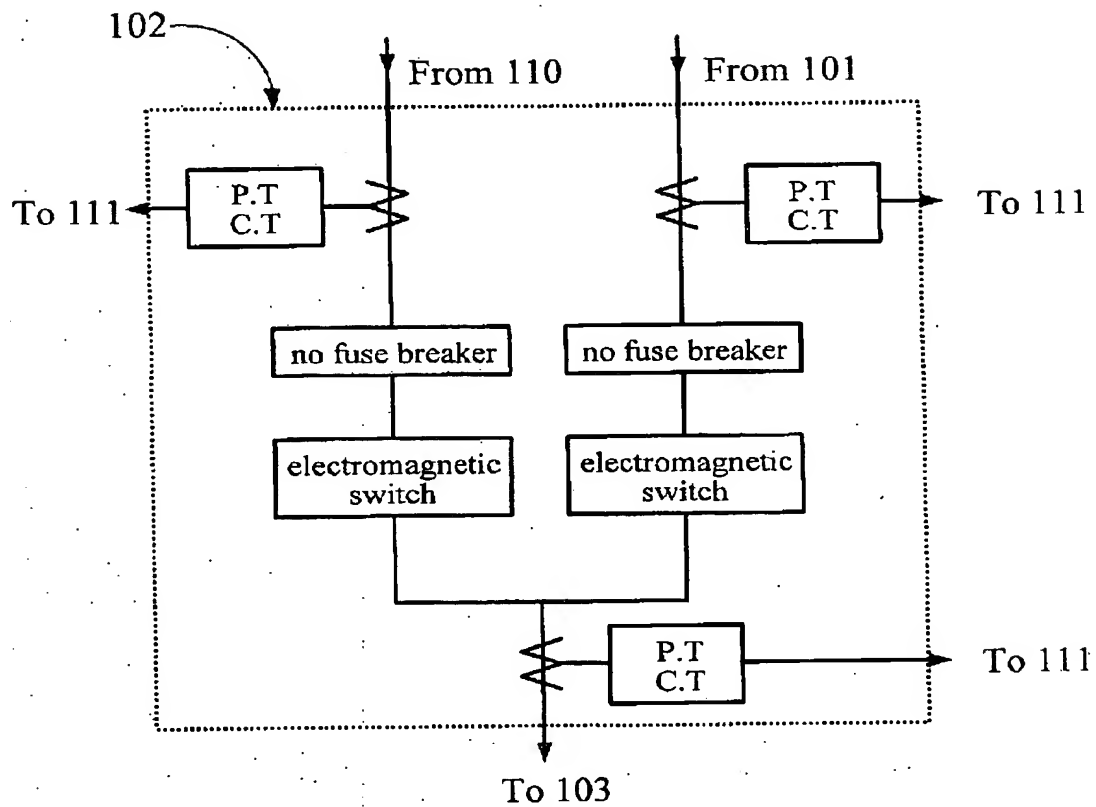 102
From 110
From 101
To 111
P.T
C.T
P.T
C.T
To 111
no fuse breaker
no fuse breaker
electromagnetic
switch
electromagnetic
switch
P.T
C.T
To 111
To 103